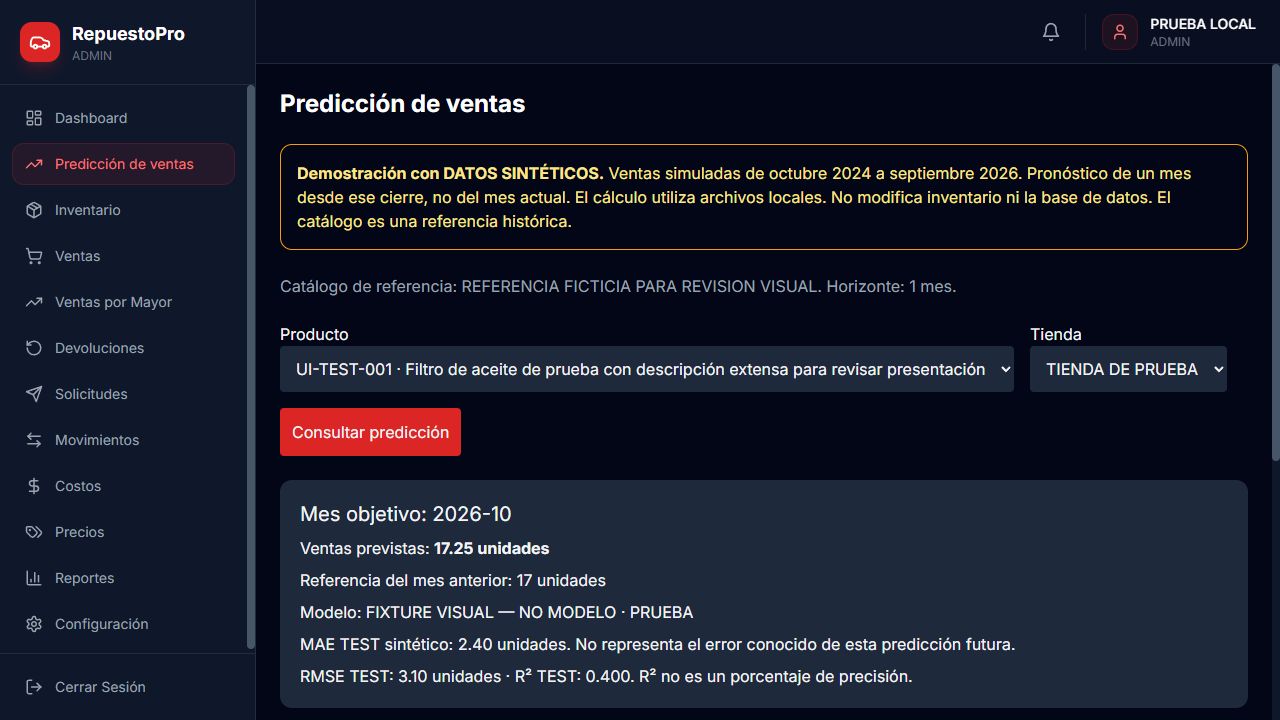 RepuestoPro
ADMIN
PRUEBA LOCAL
ADMIN
Dashboard
Predicción de ventas
Inventario
Ventas
Ventas por Mayor
Devoluciones
Solicitudes
Movimientos
Costos
Precios
Reportes
Configuración
Cerrar Sesión
Predicción de ventas
Demostración con DATOS SINTÉTICOS. Ventas simuladas de octubre 2024 a septiembre 2026. Pronóstico de un mes
desde ese cierre, no del mes actual. El cálculo utiliza archivos locales. No modifica inventario ni la base de datos. El
catálogo es una referencia histórica.
Catálogo de referencia: REFERENCIA FICTICIA PARA REVISION VISUAL. Horizonte: 1 mes.
Producto
UI-TEST-001 · Filtro de aceite de prueba con descripción extensa para revisar presentación
Tienda
TIENDA DE PRUEBA
Consultar predicción
Mes objetivo: 2026-10
Ventas previstas: 17.25 unidades
Referencia del mes anterior: 17 unidades
Modelo: FIXTURE VISUAL — NO MODELO · PRUEBA
MAE TEST sintético: 2.40 unidades. No representa el error conocido de esta predicción futura.
RMSE TEST: 3.10 unidades · R² TEST: 0.400. R² no es un porcentaje de precisión.